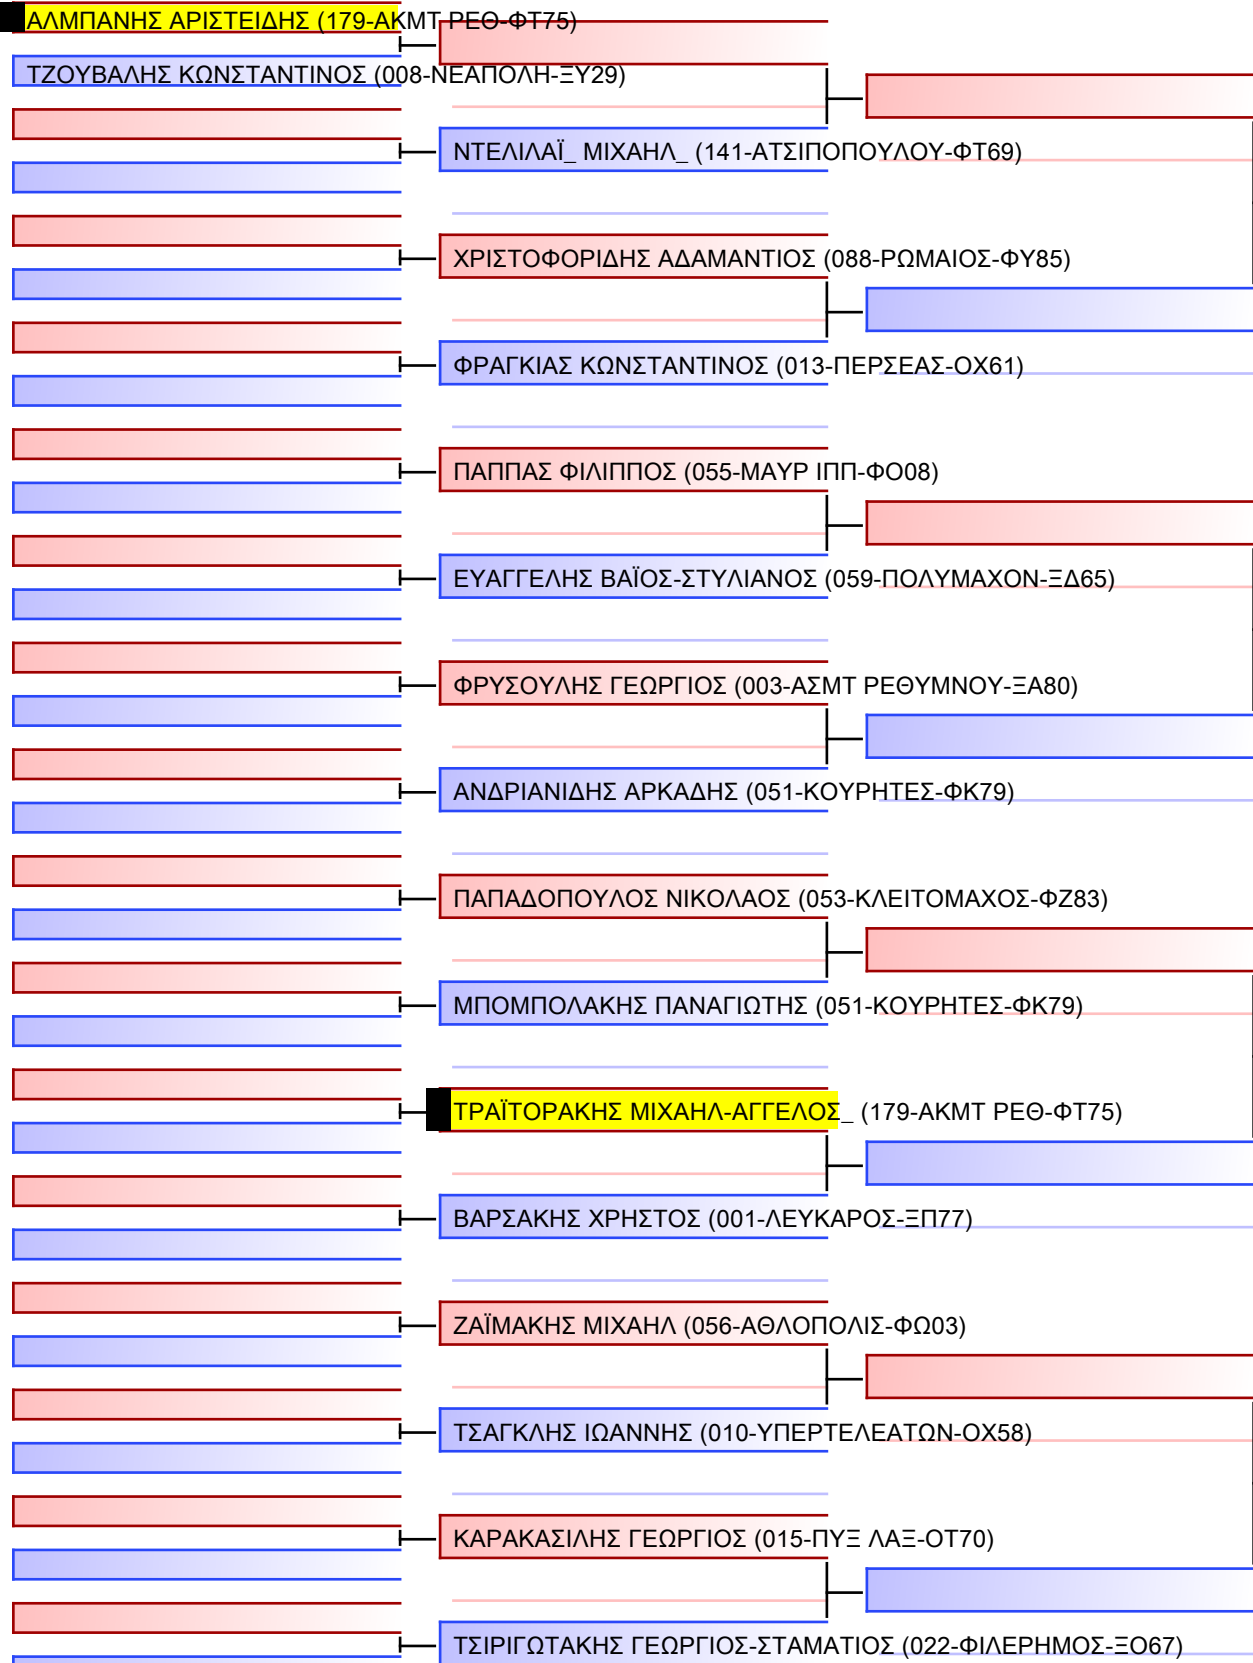 ΑΛΜΠΑΝΗΣ ΑΡΙΣΤΕΙΔΗΣ (179-ΑΚΜΤ ΡΕΘ-ΦΤ75)
ΤΖΟΥΒΑΛΗΣ ΚΩΝΣΤΑΝΤΙΝΟΣ (008-ΝΕΑΠΟΛΗ-ΞΥ29)
ΝΤΕΛΙΛΑΪ_ ΜΙΧΑΗΛ_ (141-ΑΤΣΙΠΟΠΟΥΛΟΥ-ΦΤ69)
ΧΡΙΣΤΟΦΟΡΙΔΗΣ ΑΔΑΜΑΝΤΙΟΣ (088-ΡΩΜΑΙΟΣ-ΦΥ85)
ΦΡΑΓΚΙΑΣ ΚΩΝΣΤΑΝΤΙΝΟΣ (013-ΠΕΡΣΕΑΣ-ΟΧ61)
ΠΑΠΠΑΣ ΦΙΛΙΠΠΟΣ (055-ΜΑΥΡ ΙΠΠ-ΦΟ08)
ΕΥΑΓΓΕΛΗΣ ΒΑΪΟΣ-ΣΤΥΛΙΑΝΟΣ (059-ΠΟΛΥΜΑΧΟΝ-ΞΔ65)
ΦΡΥΣΟΥΛΗΣ ΓΕΩΡΓΙΟΣ (003-ΑΣΜΤ ΡΕΘΥΜΝΟΥ-ΞΑ80)
ΑΝΔΡΙΑΝΙΔΗΣ ΑΡΚΑΔΗΣ (051-ΚΟΥΡΗΤΕΣ-ΦΚ79)
ΠΑΠΑΔΟΠΟΥΛΟΣ ΝΙΚΟΛΑΟΣ (053-ΚΛΕΙΤΟΜΑΧΟΣ-ΦΖ83)
ΜΠΟΜΠΟΛΑΚΗΣ ΠΑΝΑΓΙΩΤΗΣ (051-ΚΟΥΡΗΤΕΣ-ΦΚ79)
ΤΡΑΪΤΟΡΑΚΗΣ ΜΙΧΑΗΛ-ΑΓΓΕΛΟΣ_ (179-ΑΚΜΤ ΡΕΘ-ΦΤ75)
ΒΑΡΣΑΚΗΣ ΧΡΗΣΤΟΣ (001-ΛΕΥΚΑΡΟΣ-ΞΠ77)
ΖΑΪΜΑΚΗΣ ΜΙΧΑΗΛ (056-ΑΘΛΟΠΟΛΙΣ-ΦΩ03)
ΤΣΑΓΚΛΗΣ ΙΩΑΝΝΗΣ (010-ΥΠΕΡΤΕΛΕΑΤΩΝ-ΟΧ58)
ΚΑΡΑΚΑΣΙΛΗΣ ΓΕΩΡΓΙΟΣ (015-ΠΥΞ ΛΑΞ-ΟΤ70)
ΤΣΙΡΙΓΩΤΑΚΗΣ ΓΕΩΡΓΙΟΣ-ΣΤΑΜΑΤΙΟΣ (022-ΦΙΛΕΡΗΜΟΣ-ΞΟ67)